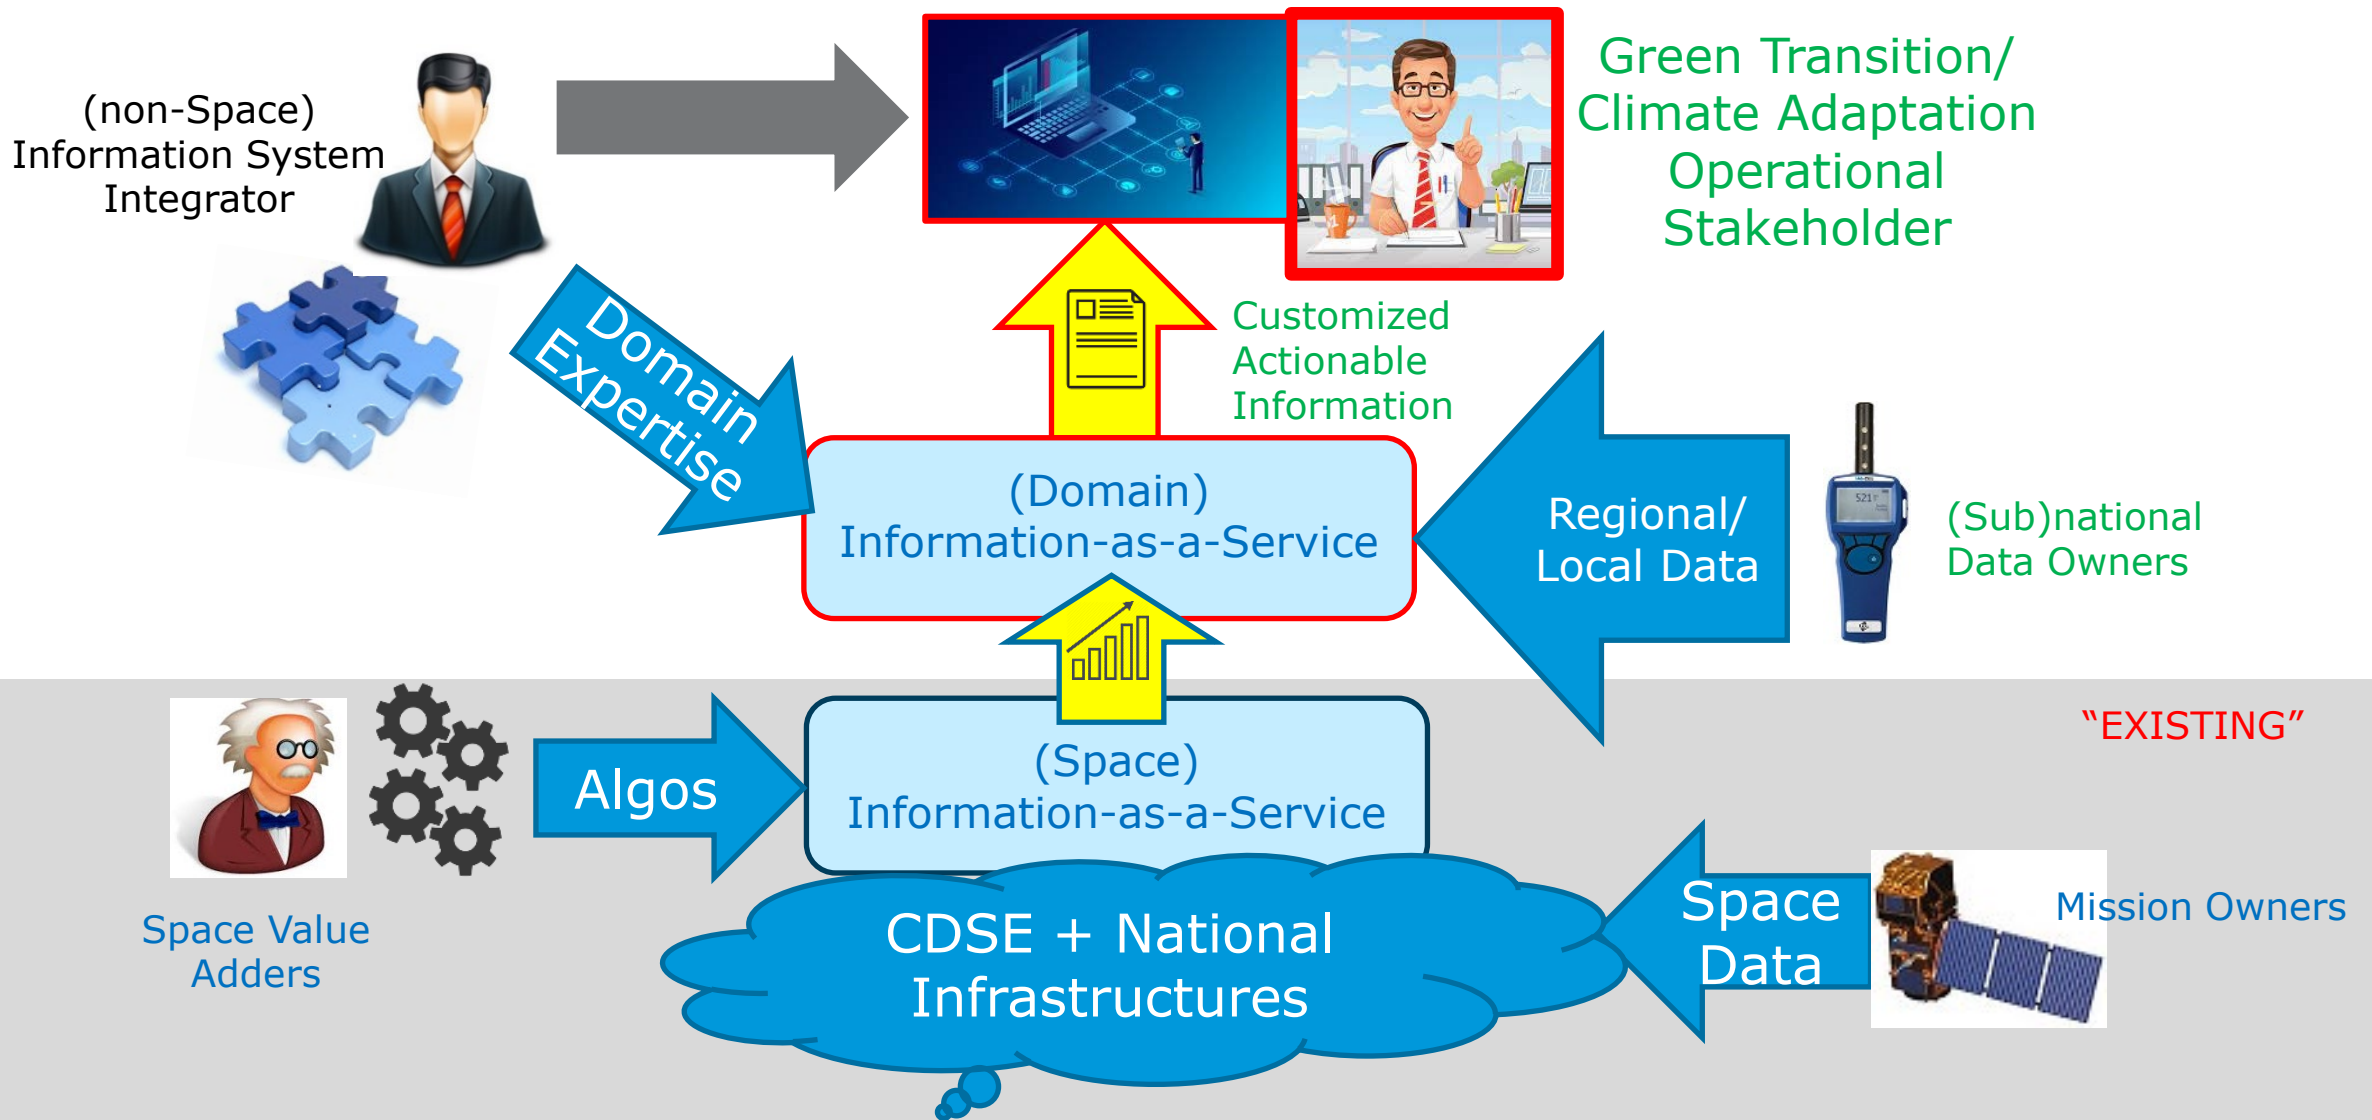 (non-Space)
Information System
Integrator
Green Transition/
Climate Adaptation
Operational
Stakeholder
Domain
Expertise
Customized
Actionable
Information
(Domain)
Information-as-a-Service
Regional/
Local Data
521
(Sub)national
Data Owners
“EXISTING”
Algos
(Space)
Information-as-a-Service
Space Value
Adders
CDSE + National
Infrastructures
Space
Data
Mission Owners